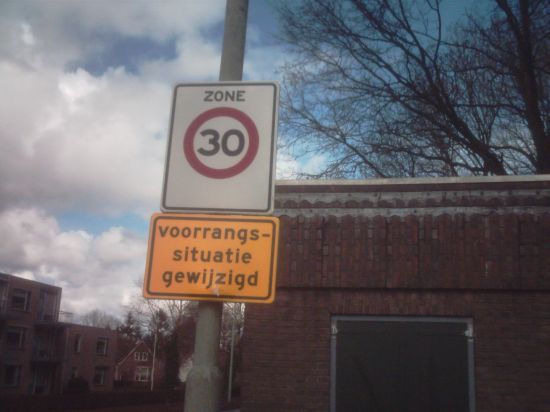 ZONE
30
voorrangs-
situatie
gewijzigd